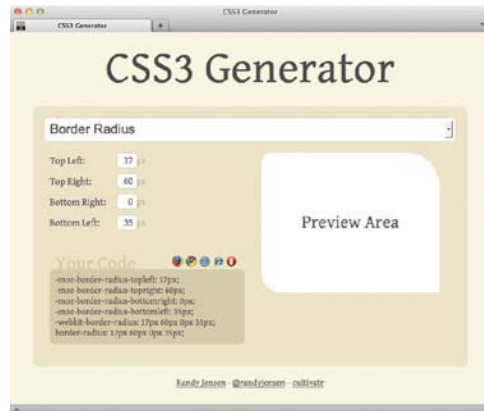 CSS3 Generator
CSS3 Generator
CSS3 Generator
Border Radius
Top Left: 17 px
Top Right: 60 px
Bottom Right: 0 px
Bottom Left: 35 px
Preview Area
Your Code
-moz-border-radius-topleft: 17px;
-moz-border-radius-topright: 60px;
-moz-border-radius-bottomright: 0px;
-moz-border-radius-bottomleft: 35px;
-webkit-border-radius: 17px 60px 0px 35px;
border-radius: 17px 60px 0px 35px;
Randy Jensen - @randyjensen - cultivatr